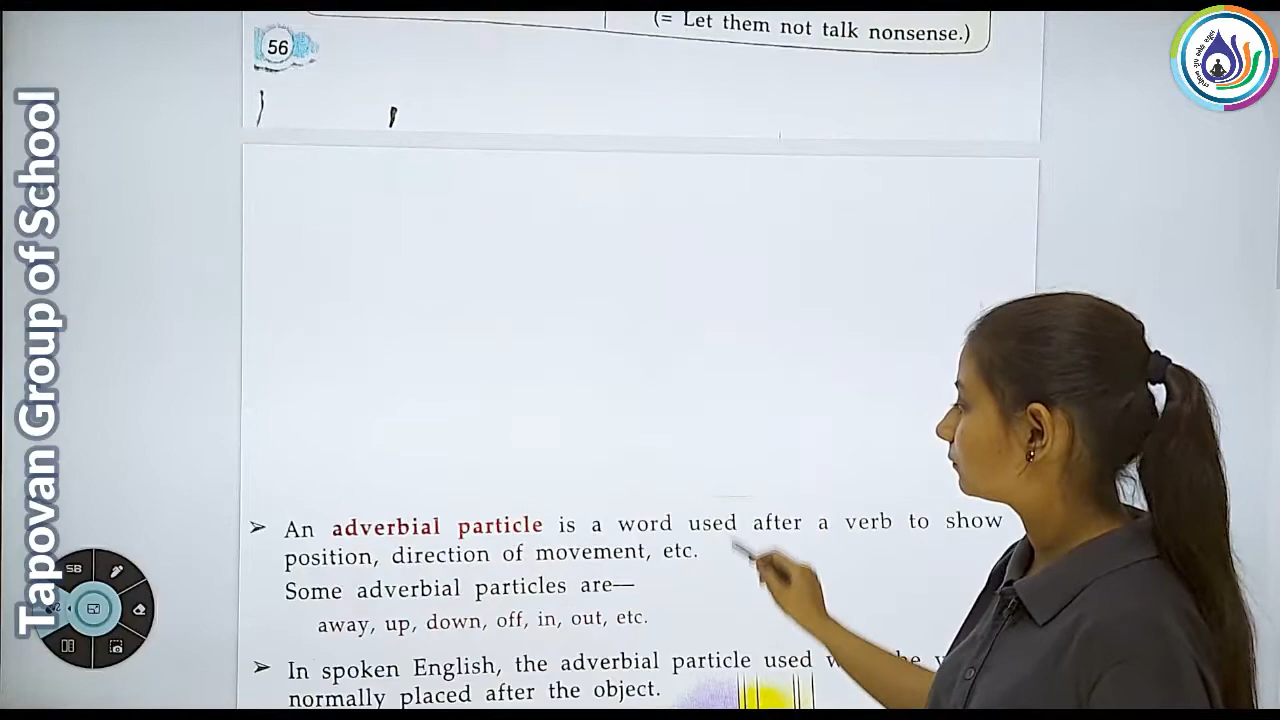 (= Let them not talk nonsense.)
56
Tapovan Group of School
➢ An adverbial particle is a word used after a verb to show
position, direction of movement, etc.
Some adverbial particles are—
away, up, down, off, in, out, etc.
SB
➢ In spoken English, the adverbial particle used
normally placed after the object.